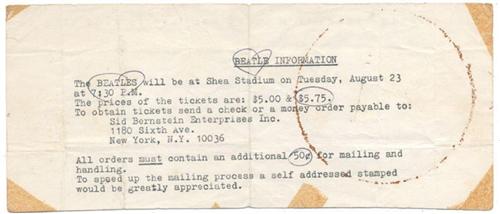 BEATLE INFORMATION
The BEATLES will be at Shea Stadium on Tuesday, August 23
at 7:30 P.M.
The prices of the tickets are: $5.00 & $5.75.
To obtain tickets send a check or a money order payable to:
Sid Bernstein Enterprises Inc.
1180 Sixth Ave.
New York, N.Y. 10036
All orders must contain an additional 50¢ for mailing and
handling.
To speed up the mailing process a self addressed stamped
would be greatly appreciated.